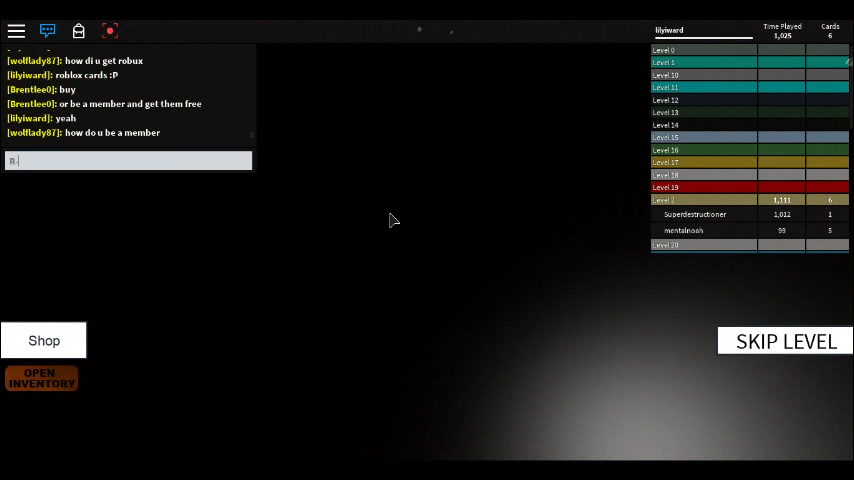 [wolflady87]: how di u get robux
[lilyiward]: roblox cards :P
[Brentlee0]: buy
[Brentlee0]: or be a member and get them free
[lilyiward]: yeah
[wolflady87]: how do u be a member
R-
Shop
OPEN
INVENTORY
lilyiward Time Played Cards
1,025 6
Level 0
Level 1
Level 10
Level 11
Level 12
Level 13
Level 14
Level 15
Level 16
Level 17
Level 18
Level 19
Level 2 1,111 6
Superdestructioner 1,012 1
mentalnoah 99 5
Level 20
SKIP LEVEL